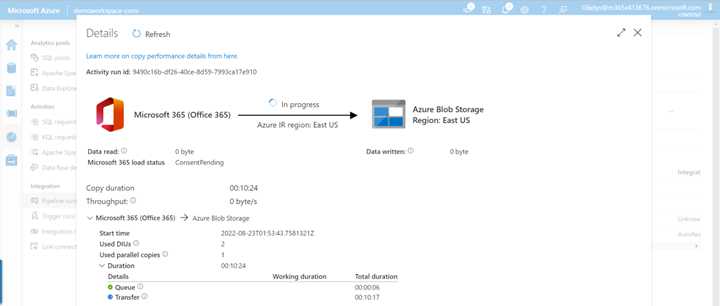 Microsoft Azure | demoworkspace-conv
Gladys@m365x413676.onmicrosoft.com
CONTOSO
Details Refresh
Learn more on copy performance details from here.
Activity run id: 9490c16b-df26-40ce-8d59-7993ca17e910
Analytics pools
SQL pools
Apache Spar
Data Explore
Activities
SQL requests
KQL requests
Apache Spar
Data flow de
Integration
Pipeline runs
Trigger runs
Integration r
Link connect
Microsoft 365 (Office 365)
In progress
Azure IR region: East US
Azure Blob Storage
Region: East US
Data read: 0 byte
Data written: 0 byte
Microsoft 365 load status ConsentPending
Copy duration 00:10:24
Throughput: 0 byte/s
Microsoft 365 (Office 365) → Azure Blob Storage
Start time 2022-08-23T01:53:43.7581321Z
Used DIUs 2
Used parallel copies 1
Duration 00:10:24
Details Working duration Total duration
Queue 00:00:06
Transfer 00:10:17
Integrat
Unknow
AutoRes